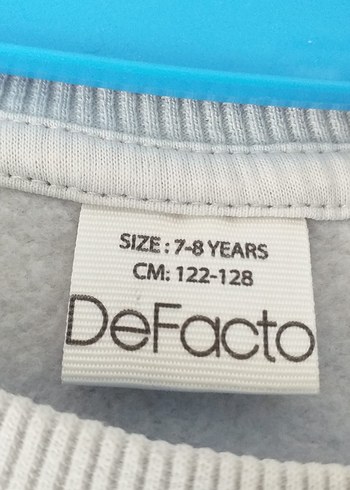 SIZE : 7-8 YEARS
CM: 122-128
DeFacto